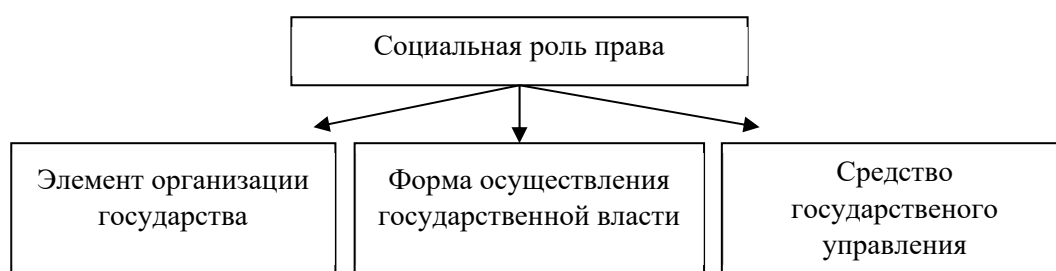 Социальная роль права
Элемент организации
государства
Форма осуществления
государственной власти
Средство
государственого
управления